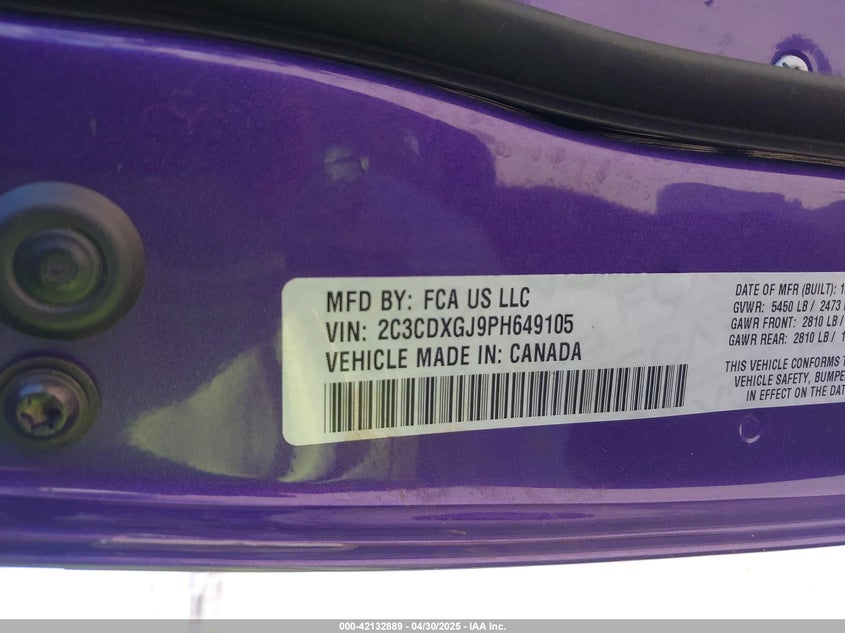 MFD BY: FCA US LLC
VIN: 2C3CDXGJ9PH649105
VEHICLE MADE IN: CANADA
DATE OF MFR (BUILT):
GVWR: 5450 LB / 2473
GAWR FRONT: 2810 LB /
GAWR REAR: 2810 LB /
THIS VEHICLE CONFORMS
VEHICLE SAFETY,
IN EFFECT ON THE
000-42132889 - 04/30/2025 - IAA Inc.